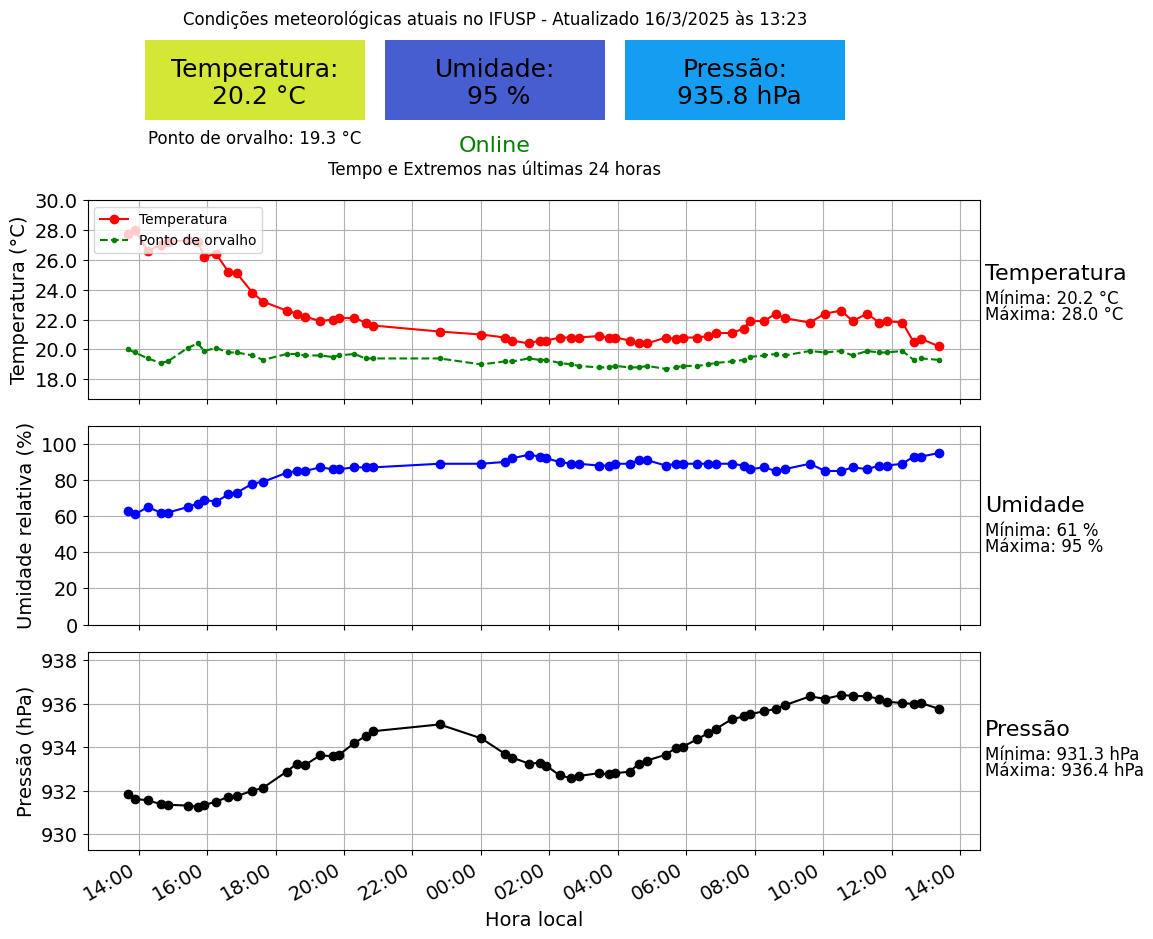 Condições meteorológicas atuais no IFUSP - Atualizado 16/3/2025 às 13:23
Temperatura:
20.2 °C
Umidade:
95 %
Pressão:
935.8 hPa
Ponto de orvalho: 19.3 °C
Online
Tempo e Extremos nas últimas 24 horas
Temperatura (°C)
30.0
28.0
26.0
24.0
22.0
20.0
18.0
Temperatura
Ponto de orvalho
Temperatura
Mínima: 20.2 °C
Máxima: 28.0 °C
Umidade relativa (%)
100
80
60
40
20
0
Umidade
Mínima: 61 %
Máxima: 95 %
Pressão (hPa)
938
936
934
932
930
Pressão
Mínima: 931.3 hPa
Máxima: 936.4 hPa
14:00
16:00
18:00
20:00
22:00
00:00
02:00
04:00
06:00
08:00
10:00
12:00
14:00
Hora local